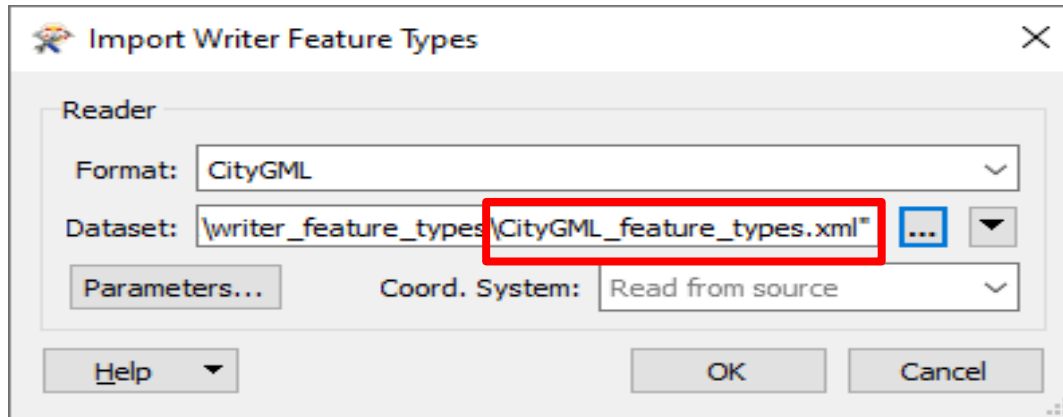 Import Writer Feature Types
Reader
Format: CityGML
Dataset: \writer_feature_types\CityGML_feature_types.xml" ...
Parameters... Coord. System: Read from source
Help OK Cancel